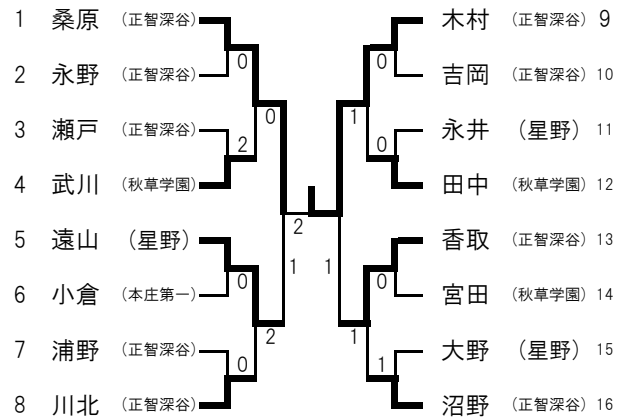 1 桑原 (正智深谷)
2 永野 (正智深谷)
3 瀬戸 (正智深谷)
4 武川 (秋草学園)
5 遠山 (星野)
6 小倉 (本庄第一)
7 浦野 (正智深谷)
8 川北 (正智深谷)
0
2
0
0
0
2
2
1
1
0
0
1
0
1
1
木村 (正智深谷) 9
吉岡 (正智深谷) 10
永井 (星野) 11
田中 (秋草学園) 12
香取 (正智深谷) 13
宮田 (秋草学園) 14
大野 (星野) 15
沼野 (正智深谷) 16